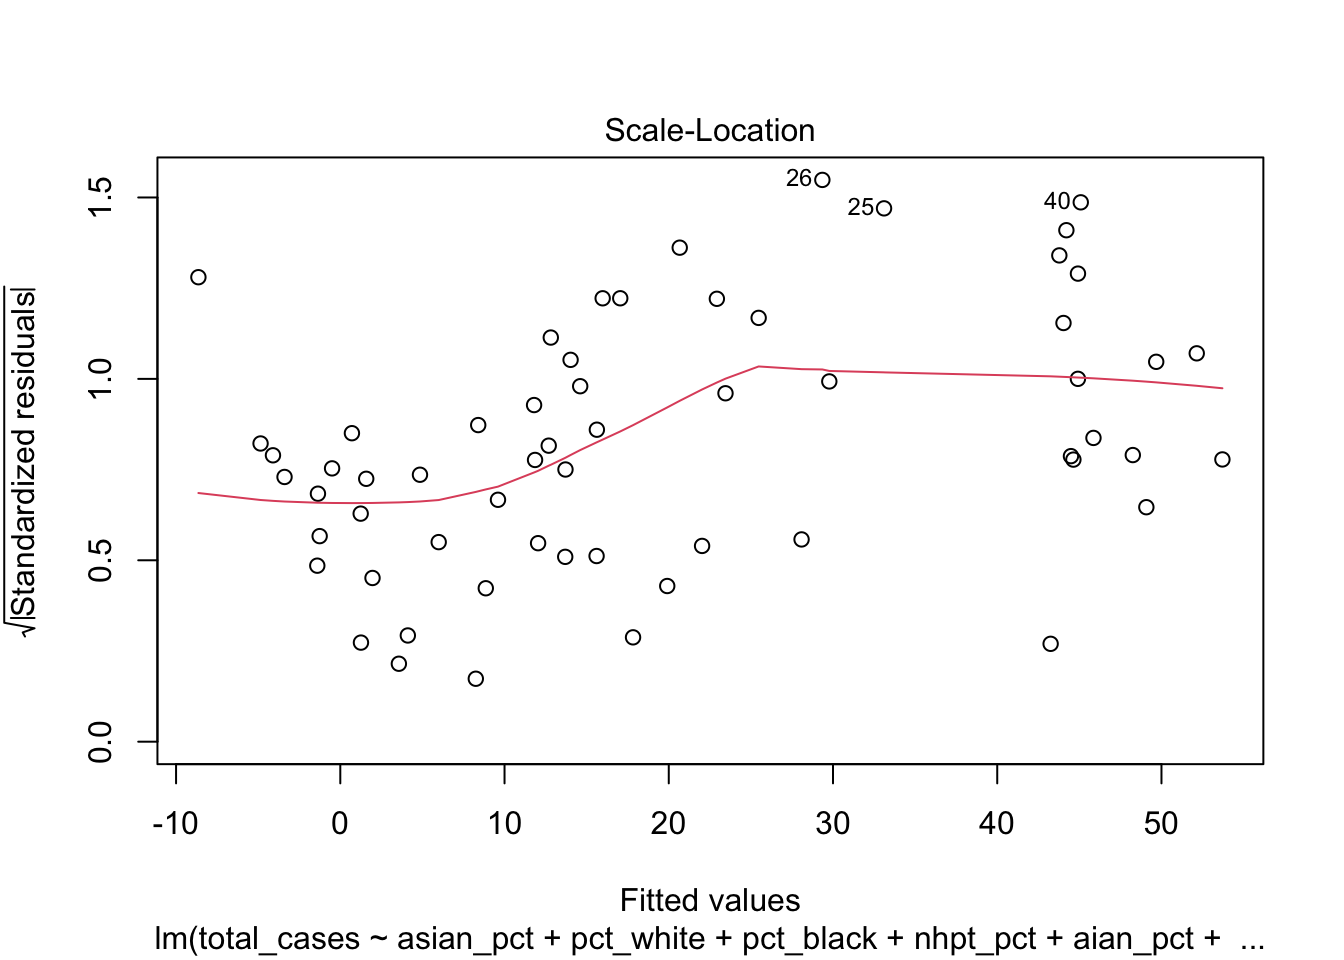 Scale-Location
√|Standardized residuals|
1.5
1.0
0.5
0.0
26
25
40
-10 0 10 20 30 40 50
Fitted values
lm(total_cases ~ asian_pct + pct_white + pct_black + nhpt_pct + aian_pct + ...